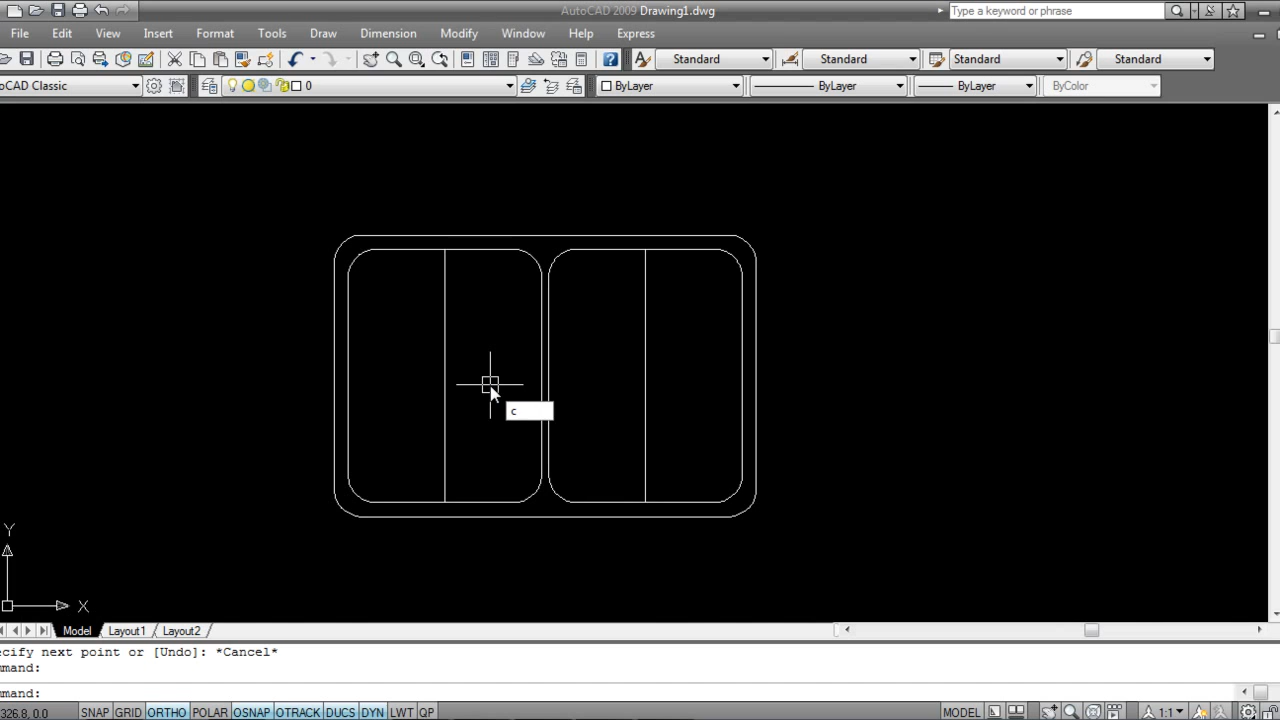 AutoCAD 2009 Drawing1.dwg
Type a keyword or phrase
File Edit View Insert Format Tools Draw Dimension Modify Window Help Express
Standard Standard Standard Standard
oCAD Classic 0 ByLayer ByLayer ByLayer ByColor
c
Y
X
Model Layout1 Layout2
ecify next point or [Undo]: *Cancel*
mmand:
mmand:
326.8, 0.0 SNAP GRID ORTHO POLAR OSNAP OTRACK DUCS DYN LWT QP MODEL 1:1